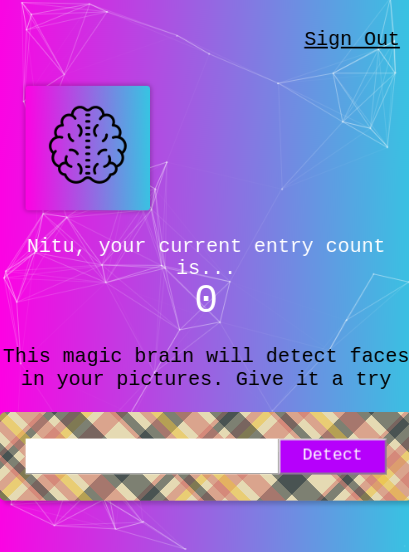 Sign Out
Nitu, your current entry count
is...
0
This magic brain will detect faces
in your pictures. Give it a try
Detect